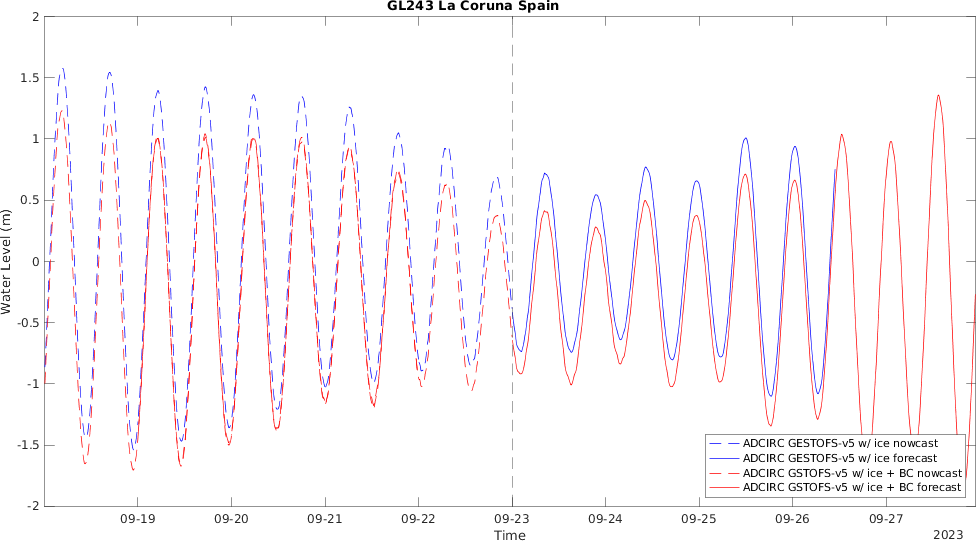 GL243 La Coruna Spain
2
1.5
1
0.5
0
-0.5
-1
-1.5
-2
Water Level (m)
ADCIRC GESTOFS-v5 w/ ice nowcast
ADCIRC GESTOFS-v5 w/ ice forecast
ADCIRC GSTOFS-v5 w/ ice + BC nowcast
ADCIRC GSTOFS-v5 w/ ice + BC forecast
09-19 09-20 09-21 09-22 09-23 09-24 09-25 09-26 09-27
Time
2023